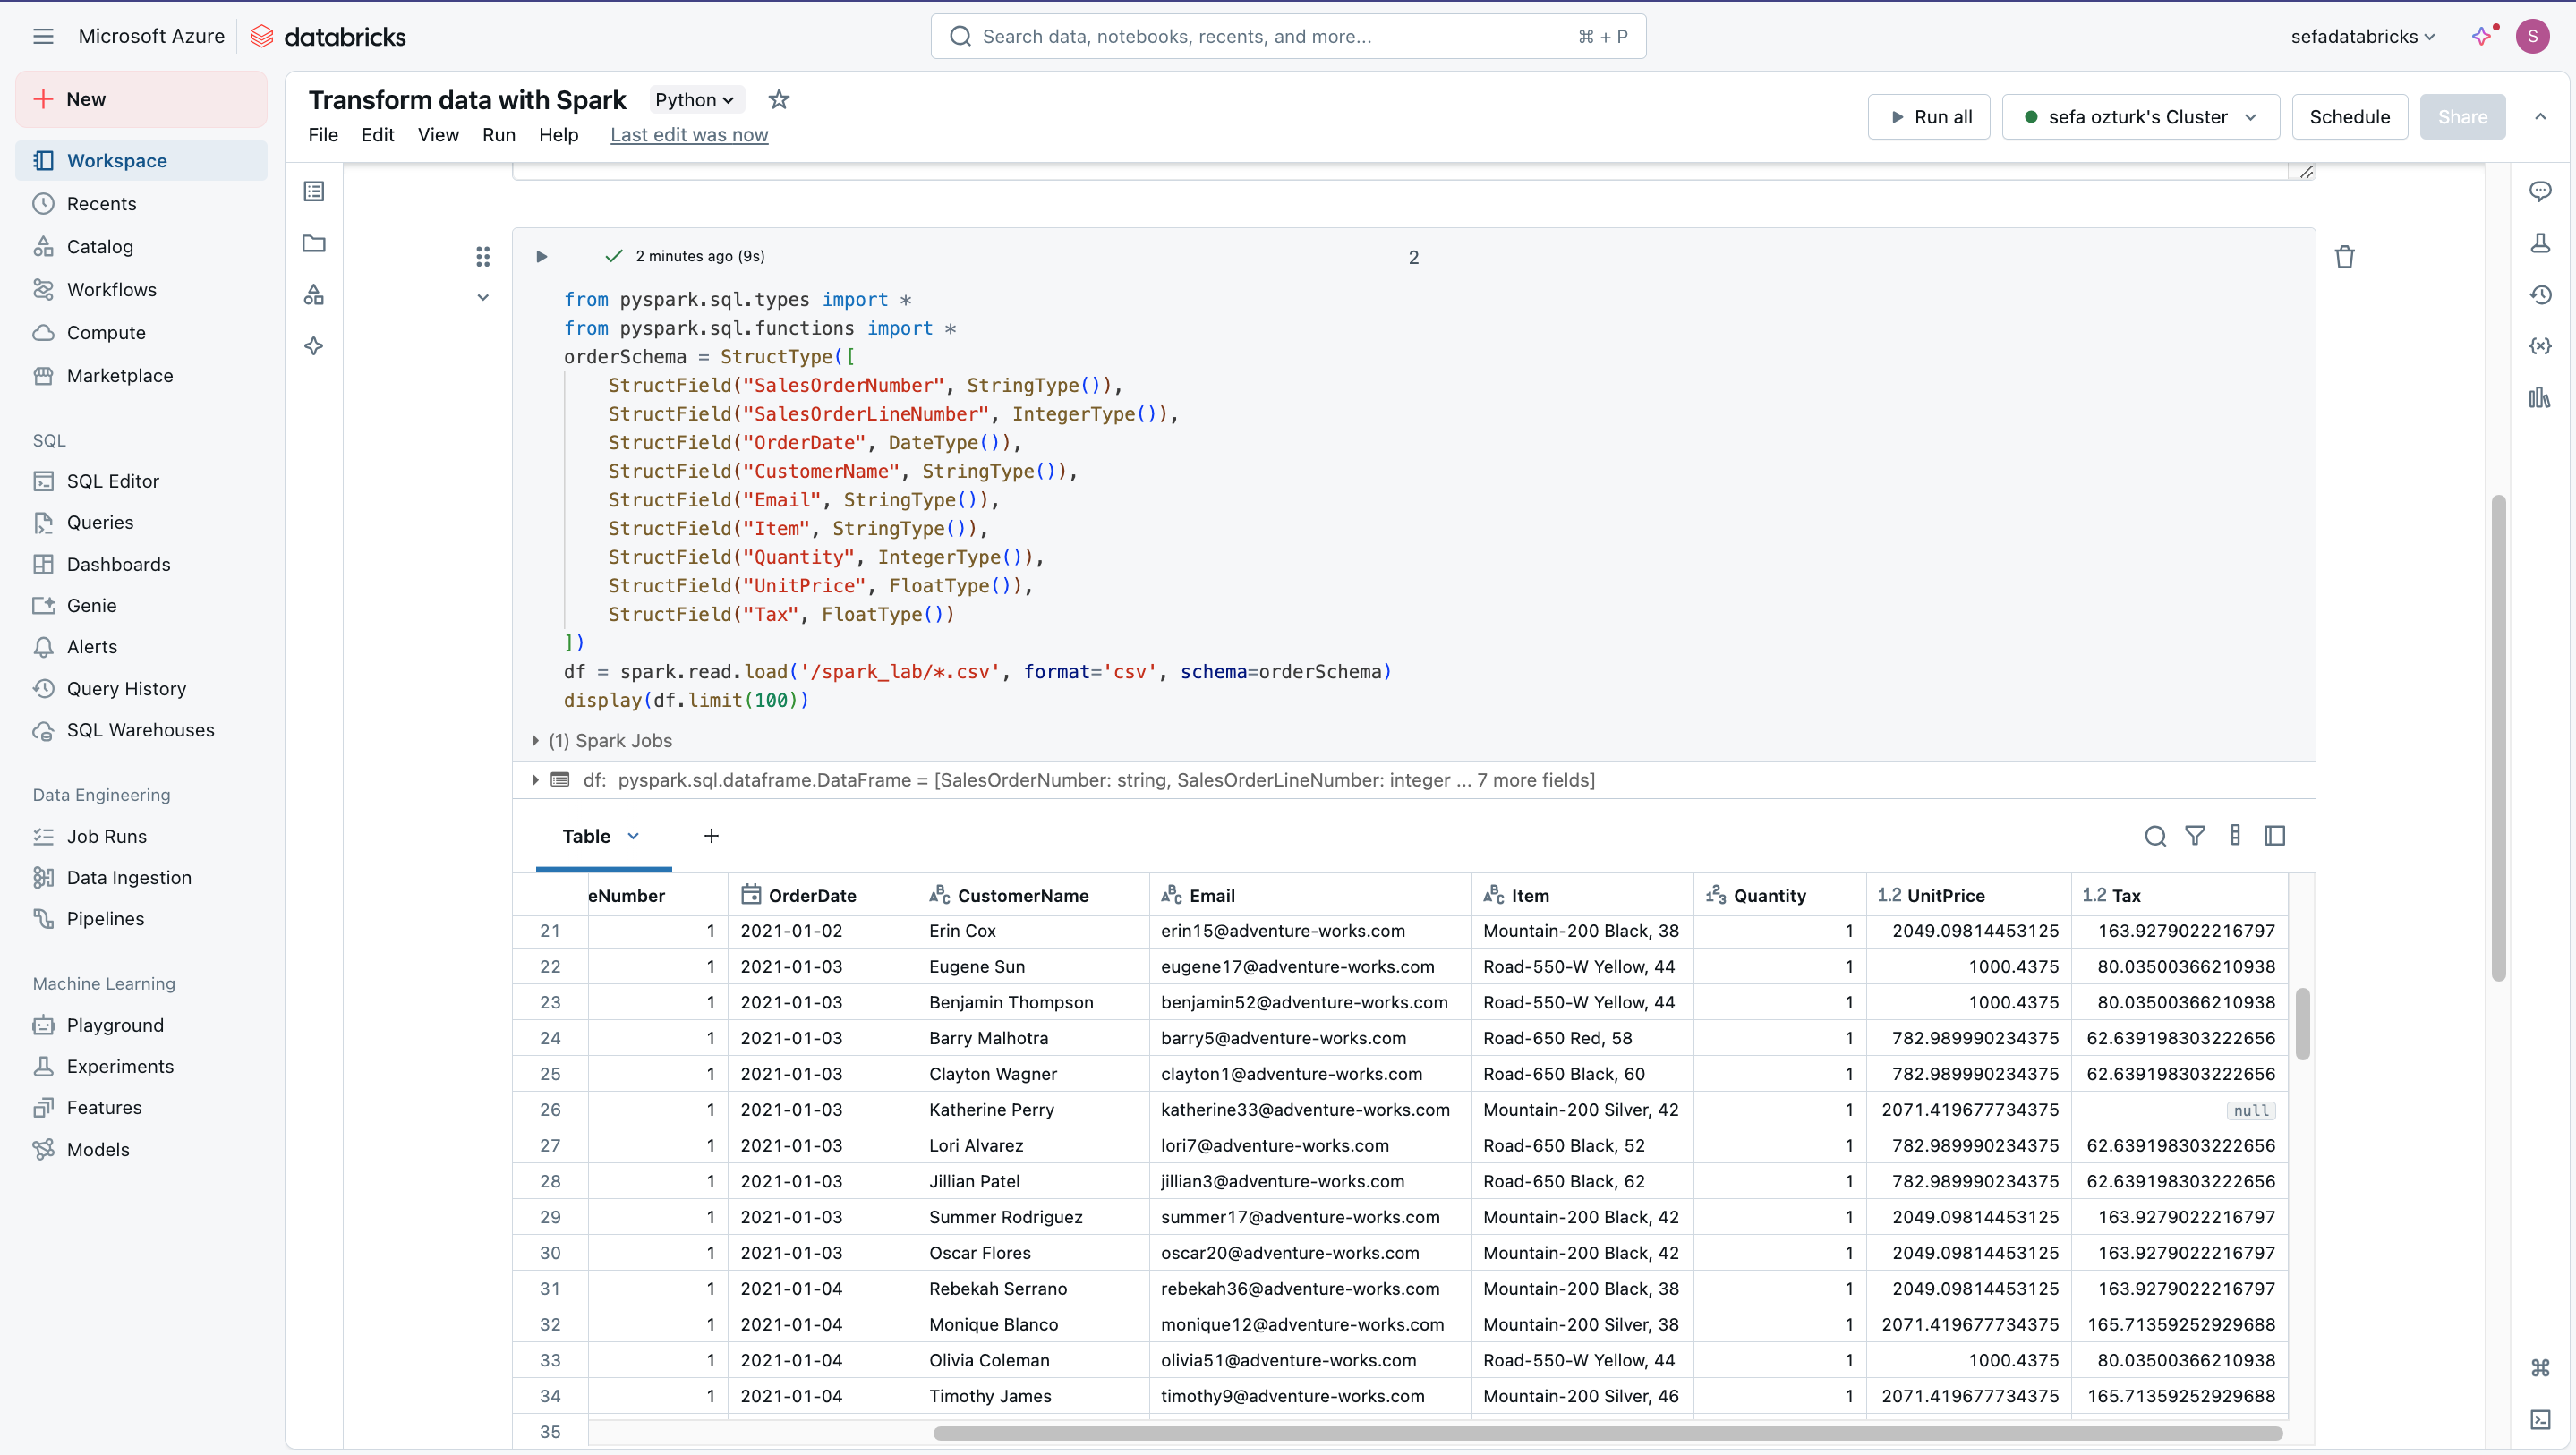 Microsoft Azure
databricks
Search data, notebooks, recents, and more...
⌘ + P
sefadatabricks
S
New
Workspace
Recents
Catalog
Workflows
Compute
Marketplace
SQL
SQL Editor
Queries
Dashboards
Genie
Alerts
Query History
SQL Warehouses
Data Engineering
Job Runs
Data Ingestion
Pipelines
Machine Learning
Playground
Experiments
Features
Models
Transform data with Spark
Python
File Edit View Run Help Last edit was now
Run all
sefa ozturk's Cluster
Schedule
Share
2 minutes ago (9s)
2
from pyspark.sql.types import *
from pyspark.sql.functions import *
orderSchema = StructType([
    StructField("SalesOrderNumber", StringType()),
    StructField("SalesOrderLineNumber", IntegerType()),
    StructField("OrderDate", DateType()),
    StructField("CustomerName", StringType()),
    StructField("Email", StringType()),
    StructField("Item", StringType()),
    StructField("Quantity", IntegerType()),
    StructField("UnitPrice", FloatType()),
    StructField("Tax", FloatType())
])
df = spark.read.load('/spark_lab/*.csv', format='csv', schema=orderSchema)
display(df.limit(100))
(1) Spark Jobs
df: pyspark.sql.dataframe.DataFrame = [SalesOrderNumber: string, SalesOrderLineNumber: integer ... 7 more fields]
Table +
eNumber OrderDate ABC CustomerName ABC Email ABC Item 123 Quantity 1.2 UnitPrice 1.2 Tax
21 1 2021-01-02 Erin Cox erin15@adventure-works.com Mountain-200 Black, 38 1 2049.09814453125 163.9279022216797
22 1 2021-01-03 Eugene Sun eugene17@adventure-works.com Road-550-W Yellow, 44 1 1000.4375 80.03500366210938
23 1 2021-01-03 Benjamin Thompson benjamin52@adventure-works.com Road-550-W Yellow, 44 1 1000.4375 80.03500366210938
24 1 2021-01-03 Barry Malhotra barry5@adventure-works.com Road-650 Red, 58 1 782.989990234375 62.639198303222656
25 1 2021-01-03 Clayton Wagner clayton1@adventure-works.com Road-650 Black, 60 1 782.989990234375 62.639198303222656
26 1 2021-01-03 Katherine Perry katherine33@adventure-works.com Mountain-200 Silver, 42 1 2071.419677734375 null
27 1 2021-01-03 Lori Alvarez lori7@adventure-works.com Road-650 Black, 52 1 782.989990234375 62.639198303222656
28 1 2021-01-03 Jillian Patel jillian3@adventure-works.com Road-650 Black, 62 1 782.989990234375 62.639198303222656
29 1 2021-01-03 Summer Rodriguez summer17@adventure-works.com Mountain-200 Black, 42 1 2049.09814453125 163.9279022216797
30 1 2021-01-03 Oscar Flores oscar20@adventure-works.com Mountain-200 Black, 42 1 2049.09814453125 163.9279022216797
31 1 2021-01-04 Rebekah Serrano rebekah36@adventure-works.com Mountain-200 Black, 38 1 2049.09814453125 163.9279022216797
32 1 2021-01-04 Monique Blanco monique12@adventure-works.com Mountain-200 Silver, 38 1 2071.419677734375 165.71359252929688
33 1 2021-01-04 Olivia Coleman olivia51@adventure-works.com Road-550-W Yellow, 44 1 1000.4375 80.03500366210938
34 1 2021-01-04 Timothy James timothy9@adventure-works.com Mountain-200 Silver, 46 1 2071.419677734375 165.71359252929688
35